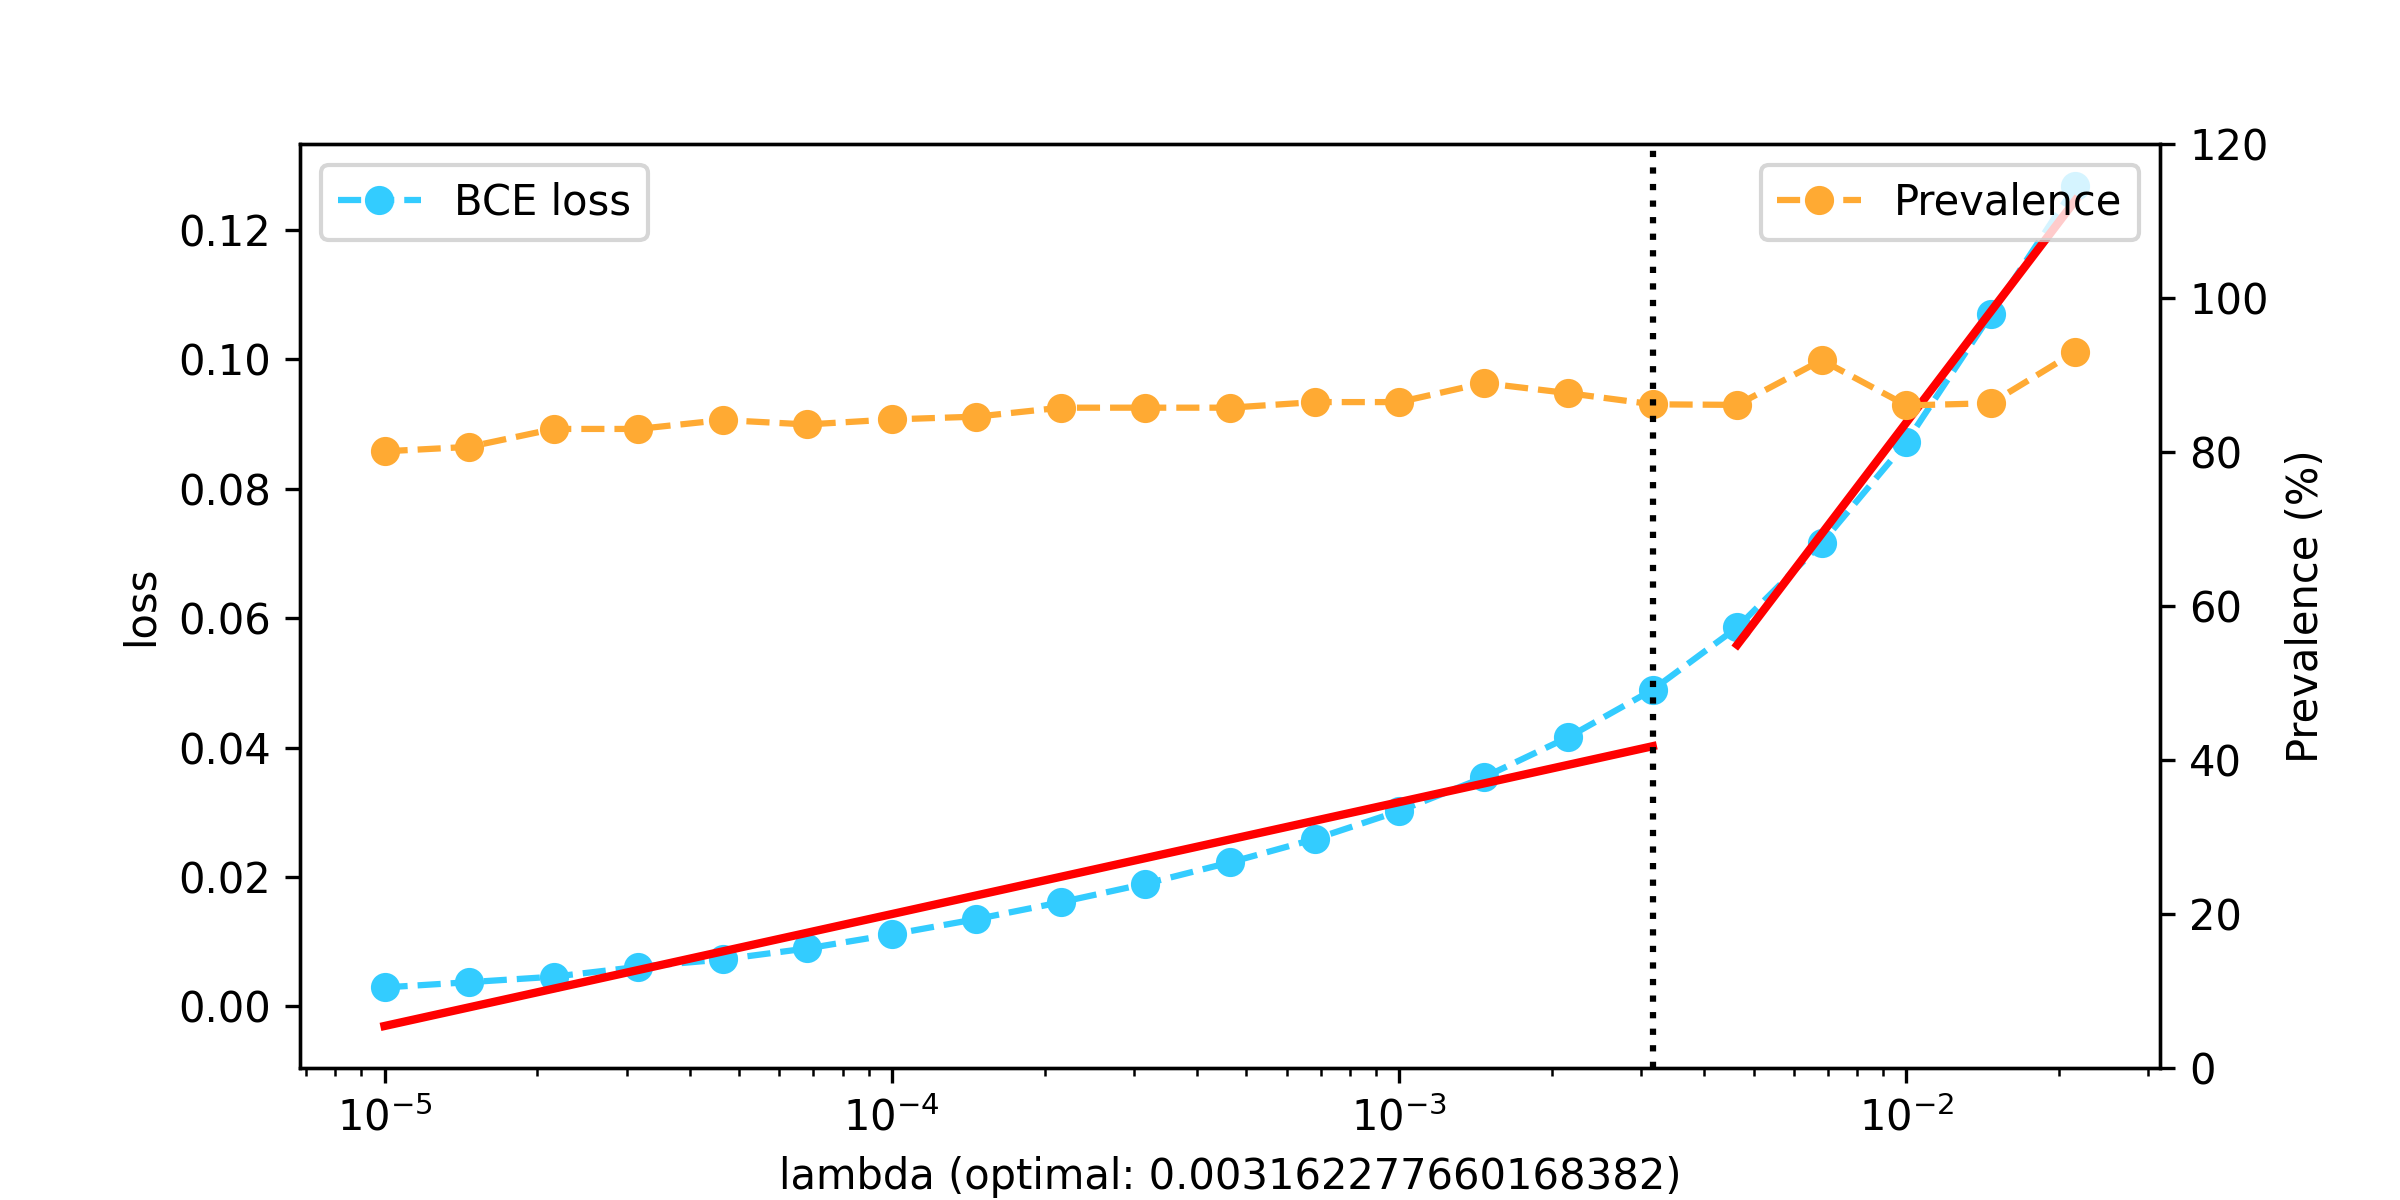 BCE loss
Prevalence
0.12
0.10
0.08
0.06
0.04
0.02
0.00
loss
120
100
80
60
40
20
0
Prevalence (%)
10⁻⁵ 10⁻⁴ 10⁻³ 10⁻²
lambda (optimal: 0.003162277660168382)